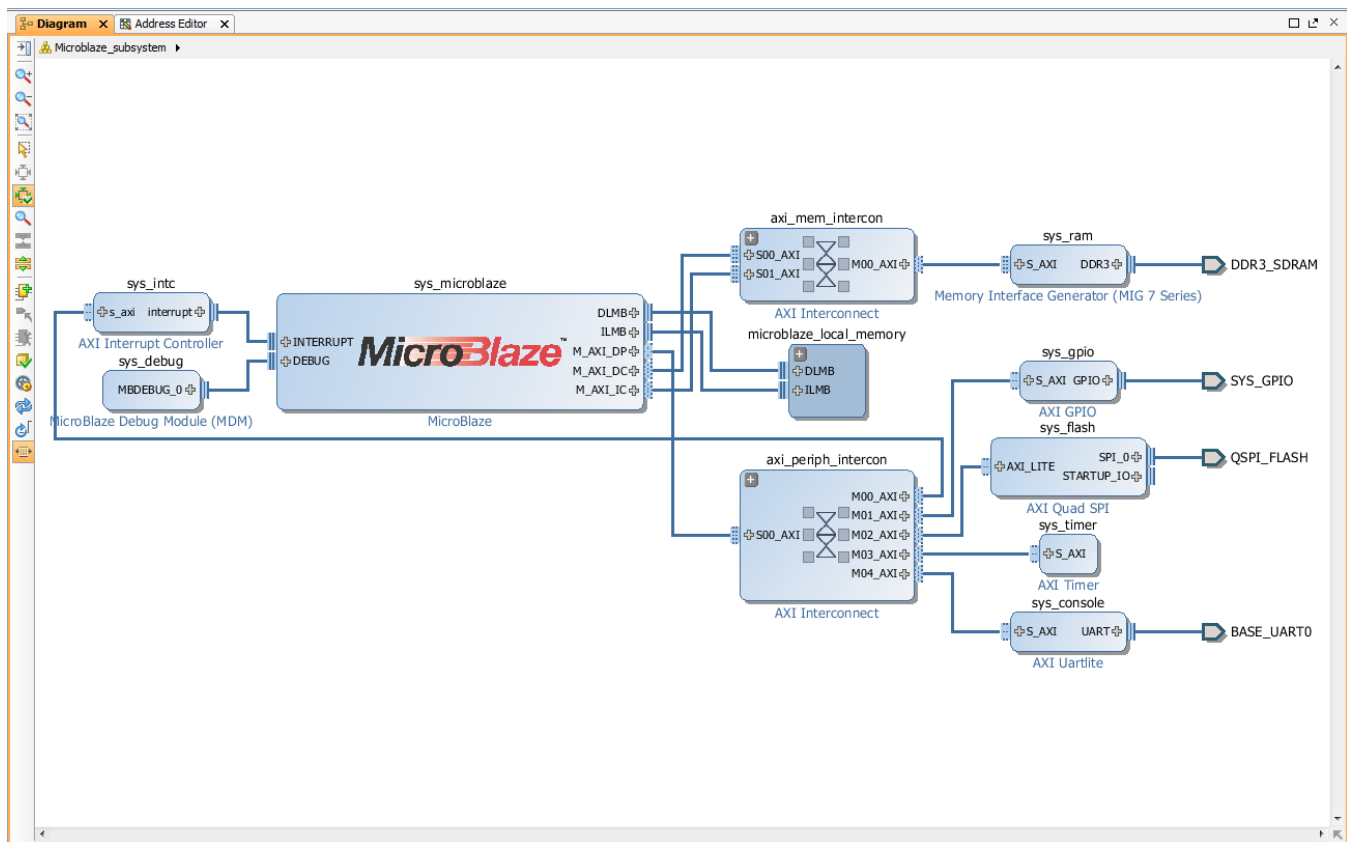 Diagram
Address Editor
Microblaze_subsystem
sys_intc
s_axi interrupt
AXI Interrupt Controller
sys_debug
MBDEBUG_0
MicroBlaze Debug Module (MDM)
sys_microblaze
INTERRUPT
DEBUG
MicroBlaze™
DLMB
ILMB
M_AXI_DP
M_AXI_DC
M_AXI_IC
MicroBlaze
axi_mem_intercon
S00_AXI
S01_AXI
M00_AXI
AXI Interconnect
microblaze_local_memory
DLMB
ILMB
axi_periph_intercon
S00_AXI
M00_AXI
M01_AXI
M02_AXI
M03_AXI
M04_AXI
AXI Interconnect
sys_ram
S_AXI DDR3
Memory Interface Generator (MIG 7 Series)
DDR3_SDRAM
sys_gpio
S_AXI GPIO
AXI GPIO
SYS_GPIO
sys_flash
AXI_LITE
SPI_0
STARTUP_IO
AXI Quad SPI
QSPI_FLASH
sys_timer
S_AXI
AXI Timer
sys_console
S_AXI UART
AXI Uartlite
BASE_UART0